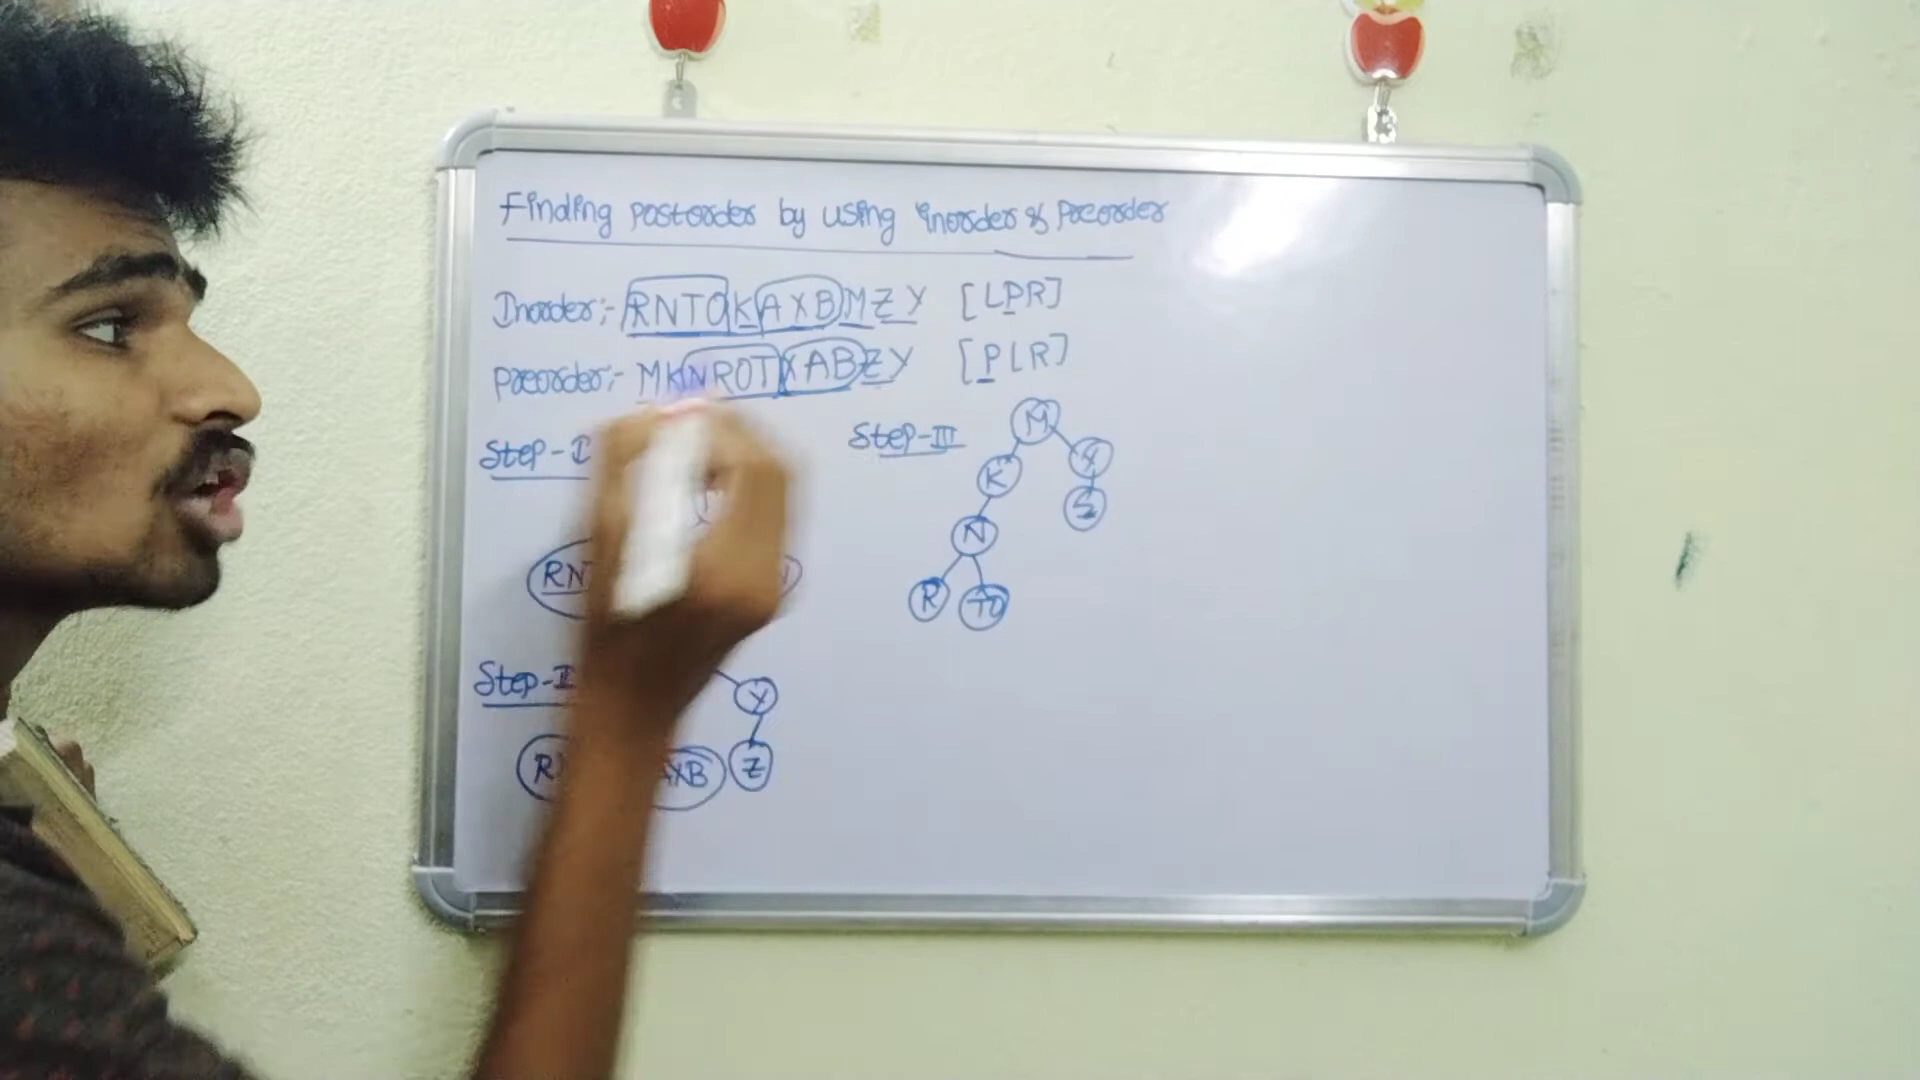 Finding postorder by using inorder & Preorder
Inorder:- RNTOKAXBMZY [LPR]
Preorder:- MKNROTXABZY [PLR]
Step-I
RN
Step-II
Y
R AXB Z
Step-III
M
K Y
N Z
R TO